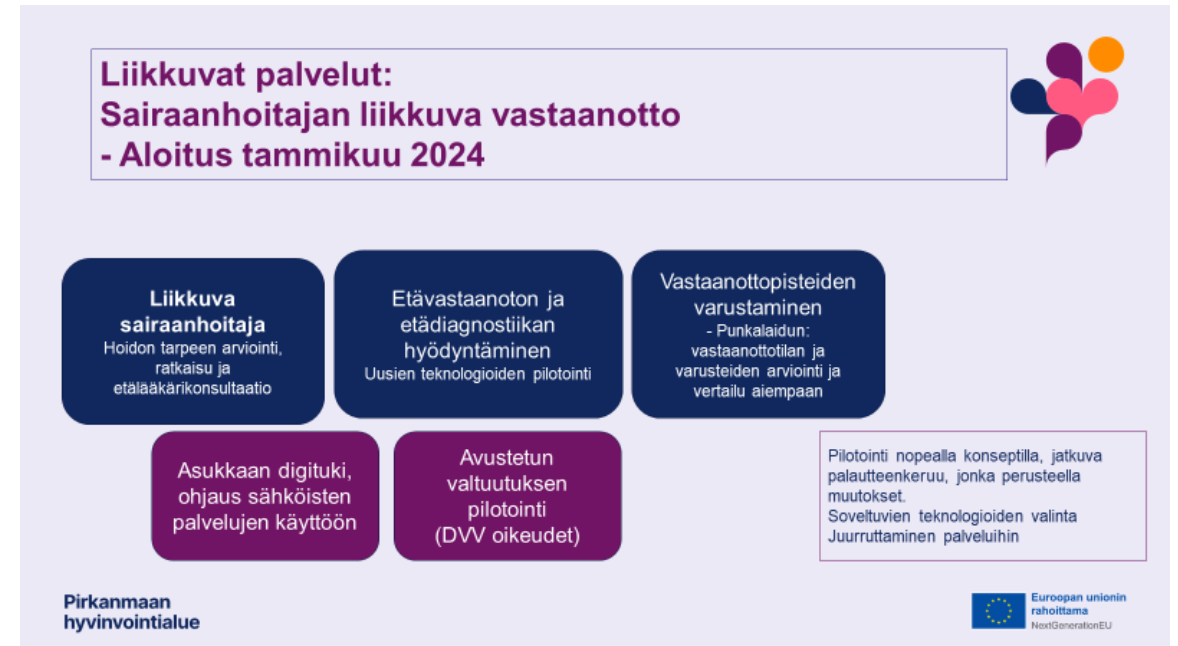 Liikkuvat palvelut:
Sairaanhoitajan liikkuva vastaanotto
- Aloitus tammikuu 2024
Liikkuva
sairaanhoitaja
Hoidon tarpeen arviointi,
ratkaisu ja
etälääkärikonsultaatio
Etävastaanoton ja
etädiagnostiikan
hyödyntäminen
Uusien teknologioiden pilotointi
Vastaanottopisteiden
varustaminen
- Punkalaidun:
vastaanottotilan ja
varusteiden arviointi ja
vertailu aiempaan
Asukkaan digituki,
ohjaus sähköisten
palvelujen käyttöön
Avustetun
valtuutuksen
pilotointi
(DVV oikeudet)
Pilotointi nopealla konseptilla, jatkuva
palautteenkeruu, jonka perusteella
muutokset.
Soveltuvien teknologioiden valinta
Juurruttaminen palveluihin
Pirkanmaan
hyvinvointialue
Euroopan unionin
rahoittama
NextGenerationEU